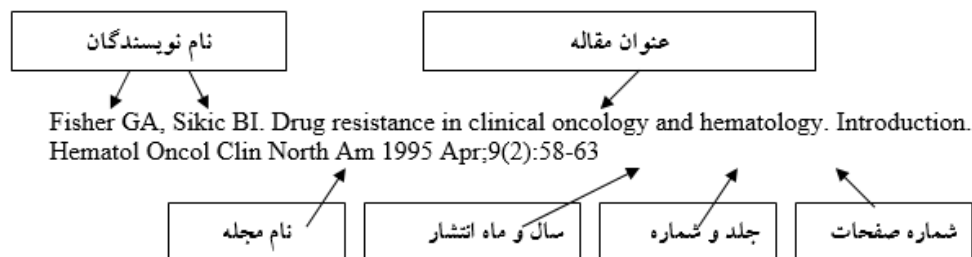 نام نویسندگان
عنوان مقاله
Fisher GA, Sikic BI. Drug resistance in clinical oncology and hematology. Introduction.
Hematol Oncol Clin North Am 1995 Apr;9(2):58-63
نام مجله
سال و ماه انتشار
جلد و شماره
شماره صفحات